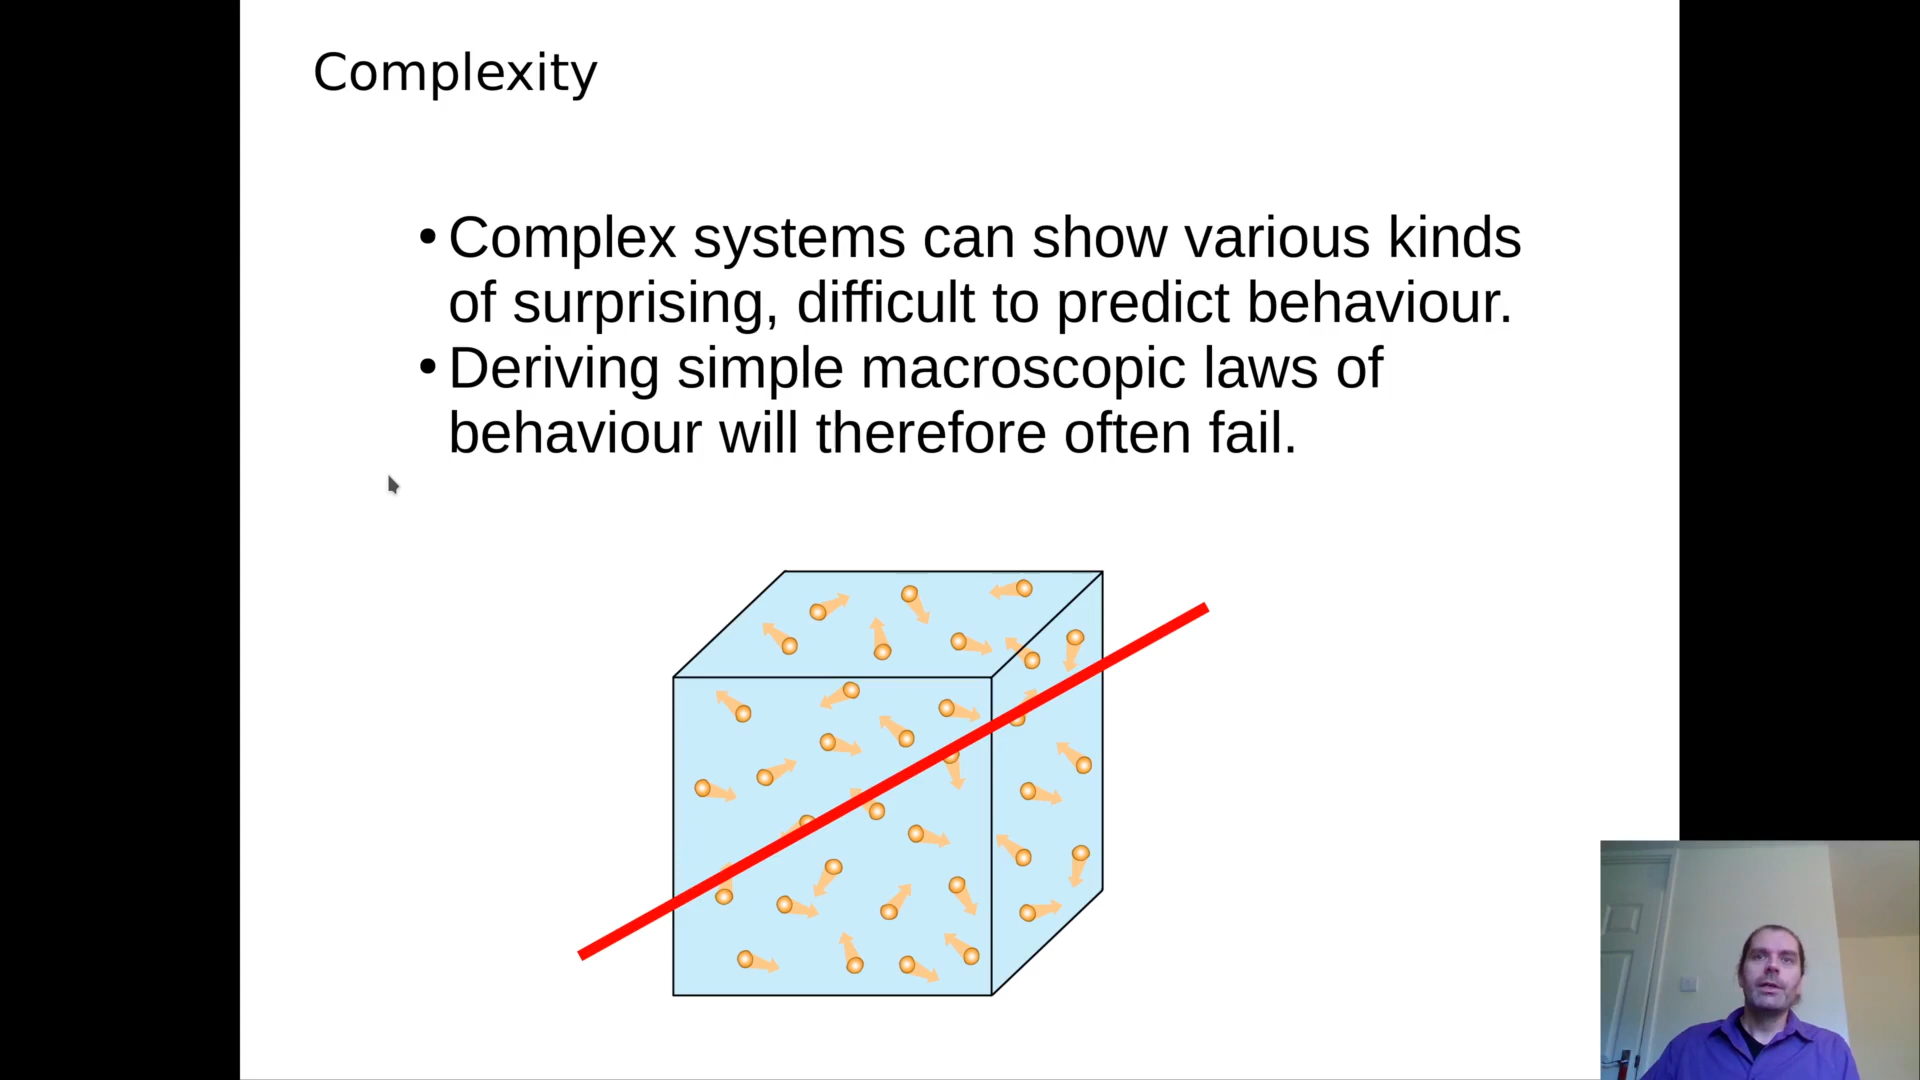 Complexity
• Complex systems can show various kinds
of surprising, difficult to predict behaviour.
• Deriving simple macroscopic laws of
behaviour will therefore often fail.